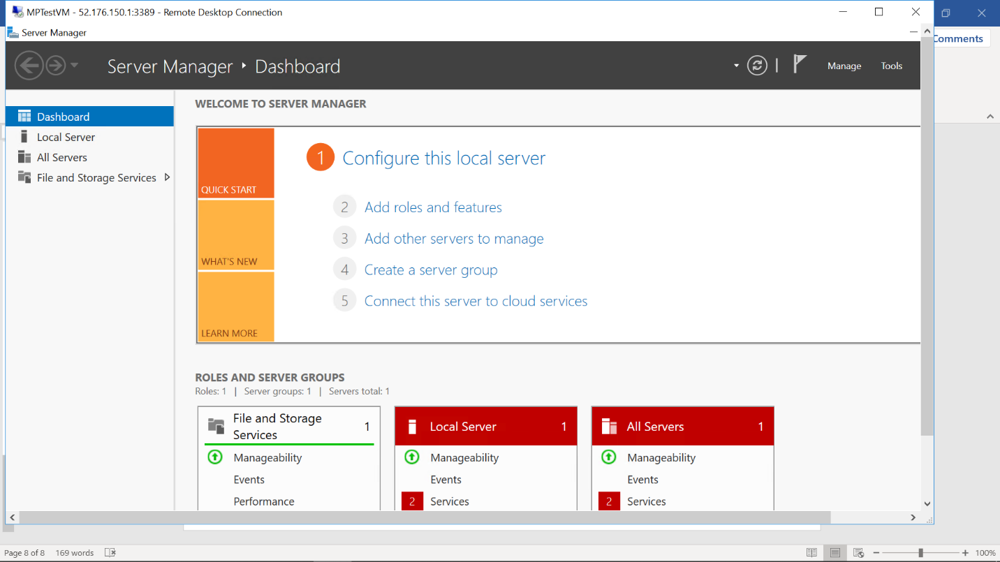 MPTestVM - 52.176.150.1:3389 - Remote Desktop Connection
Server Manager
Comments
Server Manager ‣ Dashboard
Manage
Tools
Dashboard
Local Server
All Servers
File and Storage Services
WELCOME TO SERVER MANAGER
QUICK START
WHAT'S NEW
LEARN MORE
1 Configure this local server
2 Add roles and features
3 Add other servers to manage
4 Create a server group
5 Connect this server to cloud services
ROLES AND SERVER GROUPS
Roles: 1 | Server groups: 1 | Servers total: 1
File and Storage
Services
1
Manageability
Events
Performance
Local Server 1
Manageability
Events
2 Services
All Servers 1
Manageability
Events
2 Services
Page 8 of 8 169 words
100%